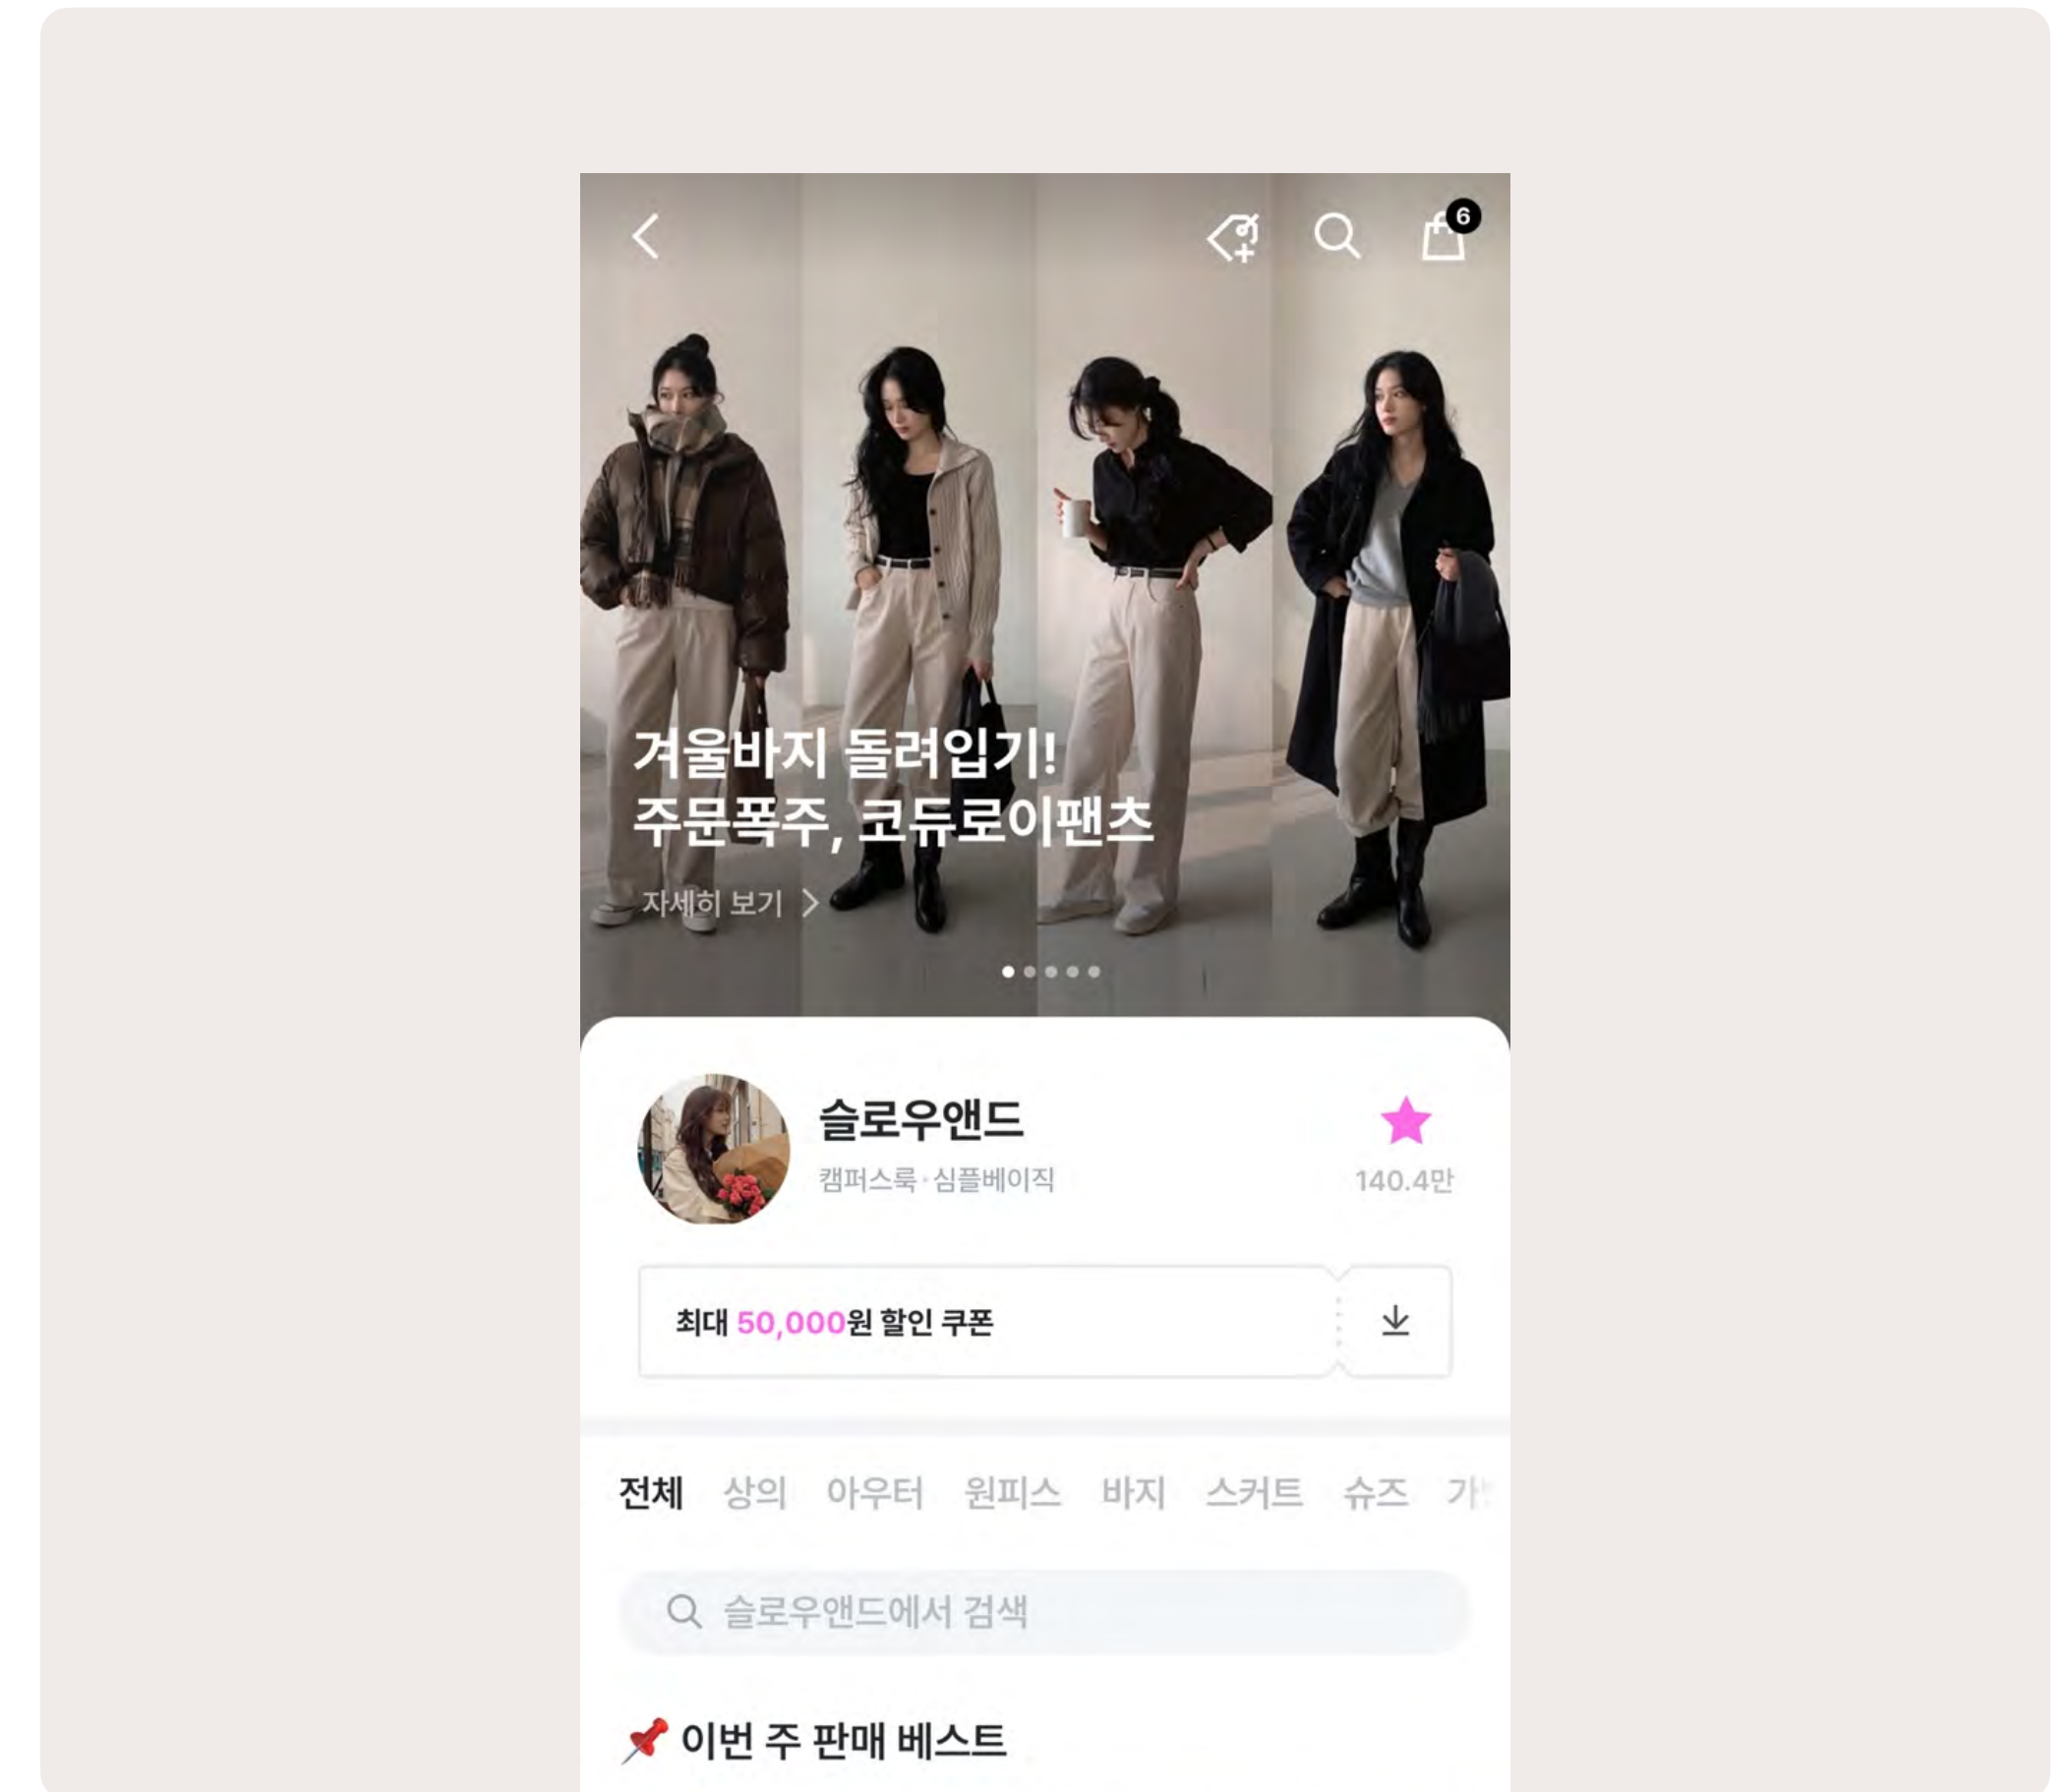 6
겨울바지 돌려입기!
주문폭주, 코듀로이팬츠
자세히 보기
슬로우앤드
캠퍼스룩·심플베이직
140.4만
최대 50,000원 할인 쿠폰
전체 상의 아우터 원피스 바지 스커트 슈즈
슬로우앤드에서 검색
이번 주 판매 베스트